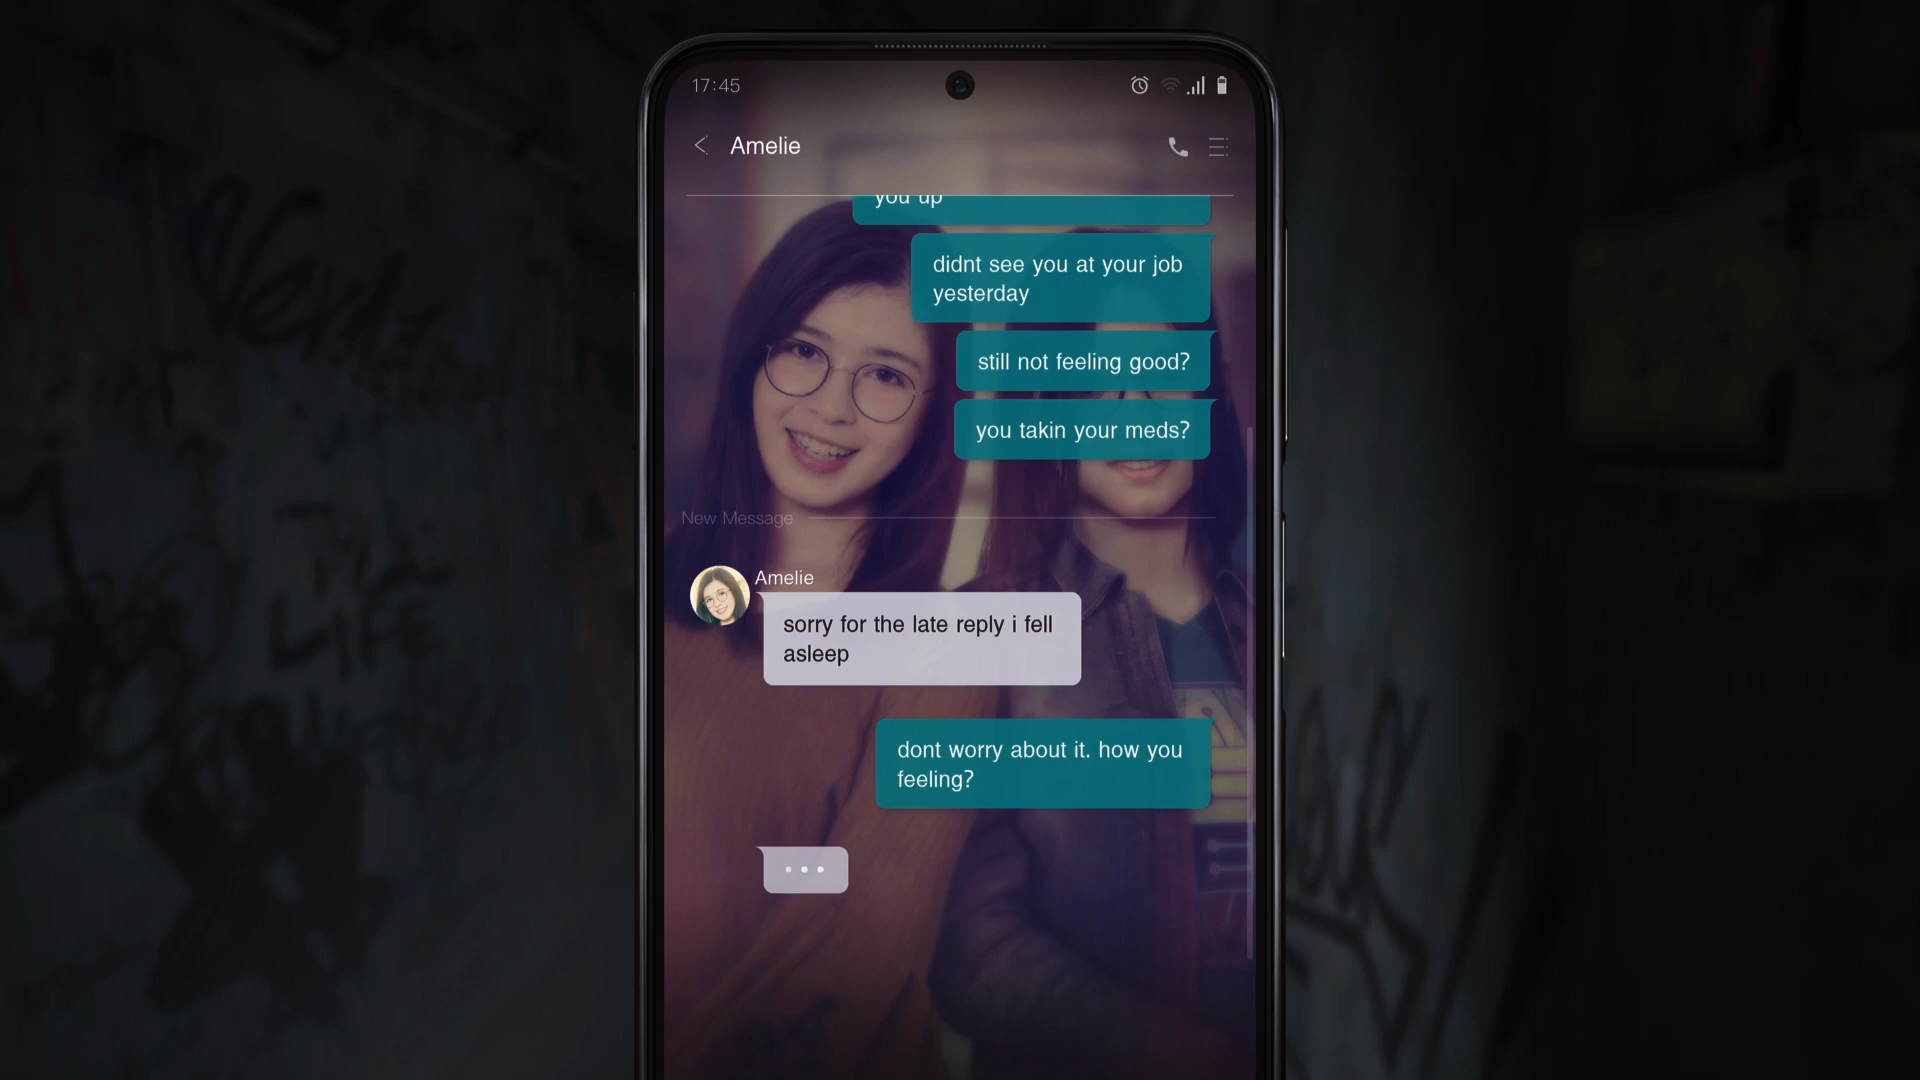 17:45
Amelie
you up
didnt see you at your job
yesterday
still not feeling good?
you takin your meds?
New Message
Amelie
sorry for the late reply i fell
asleep
dont worry about it. how you
feeling?